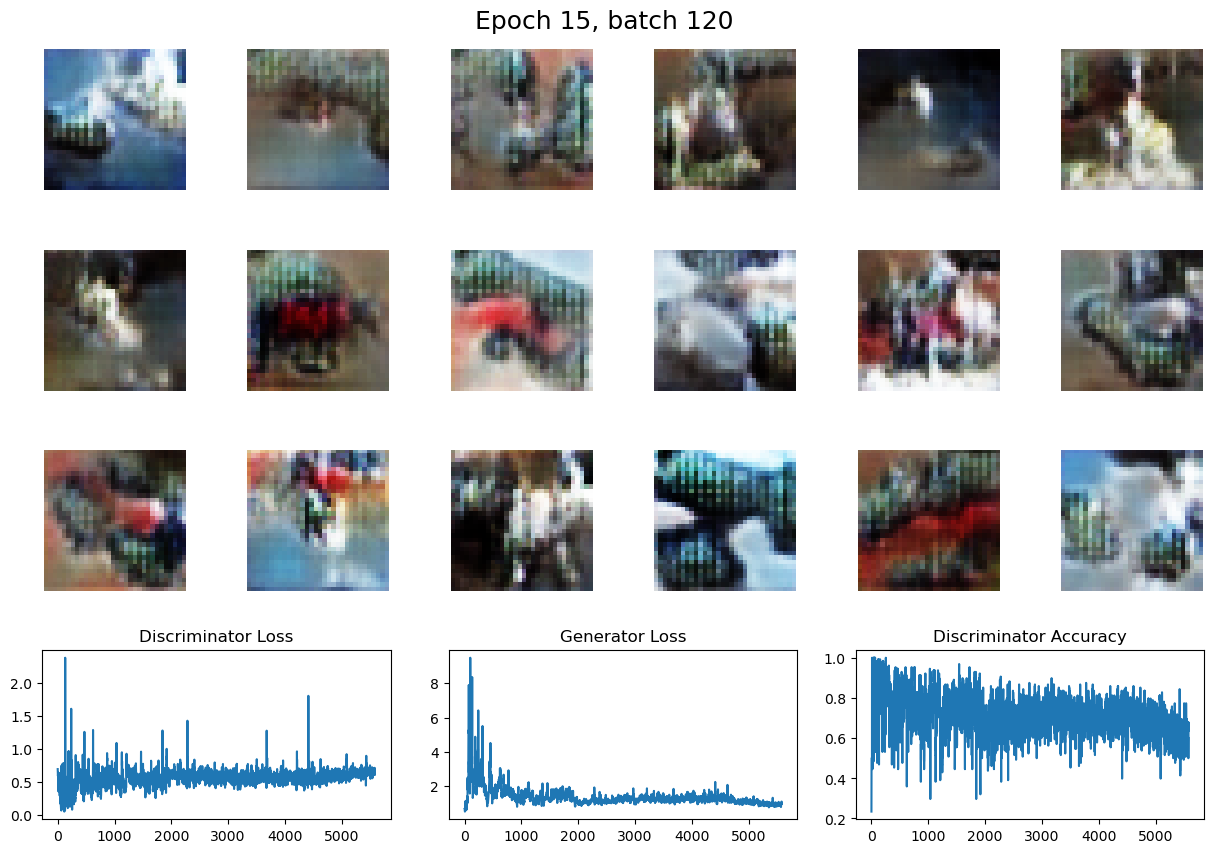 Epoch 15, batch 120
Discriminator Loss
Generator Loss
Discriminator Accuracy
2.0
1.5
1.0
0.5
0.0
0 1000 2000 3000 4000 5000
8
6
4
2
0 1000 2000 3000 4000 5000
1.0
0.8
0.6
0.4
0.2
0 1000 2000 3000 4000 5000